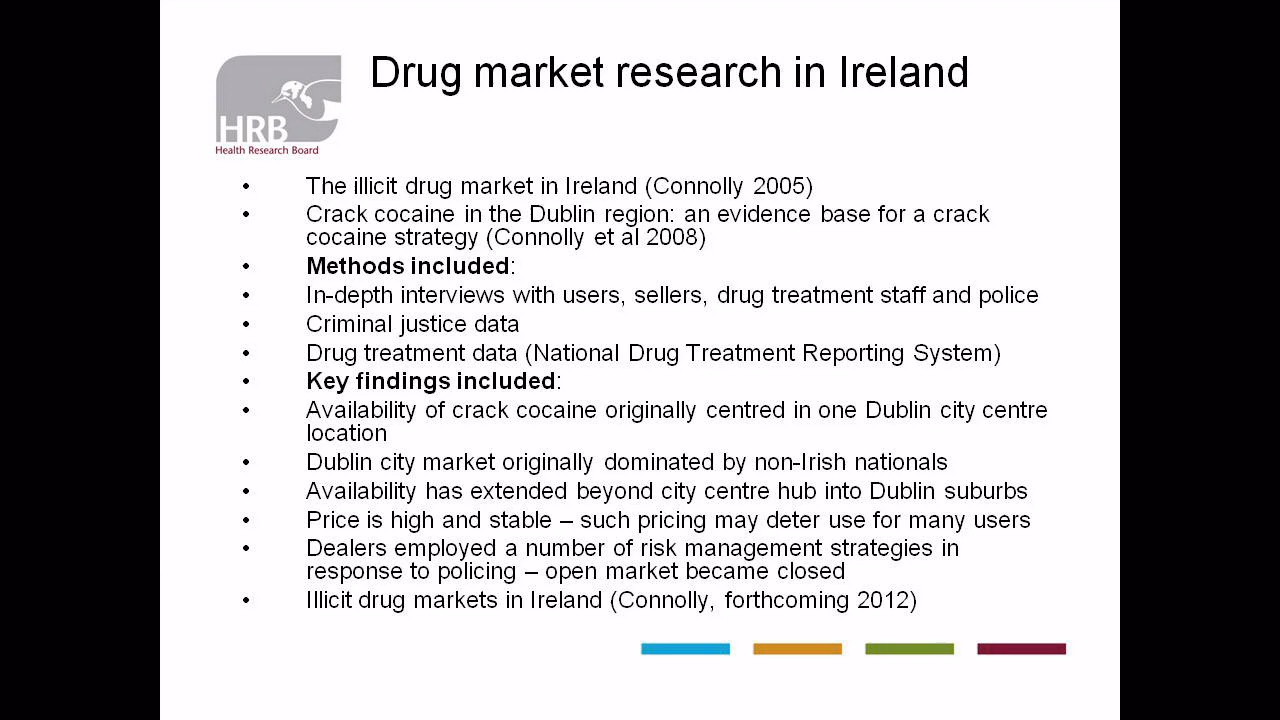 Drug market research in Ireland
HRB
Health Research Board
• The illicit drug market in Ireland (Connolly 2005)
• Crack cocaine in the Dublin region: an evidence base for a crack
cocaine strategy (Connolly et al 2008)
• Methods included:
• In-depth interviews with users, sellers, drug treatment staff and police
• Criminal justice data
• Drug treatment data (National Drug Treatment Reporting System)
• Key findings included:
• Availability of crack cocaine originally centred in one Dublin city centre
location
• Dublin city market originally dominated by non-Irish nationals
• Availability has extended beyond city centre hub into Dublin suburbs
• Price is high and stable – such pricing may deter use for many users
• Dealers employed a number of risk management strategies in
response to policing – open market became closed
• Illicit drug markets in Ireland (Connolly, forthcoming 2012)